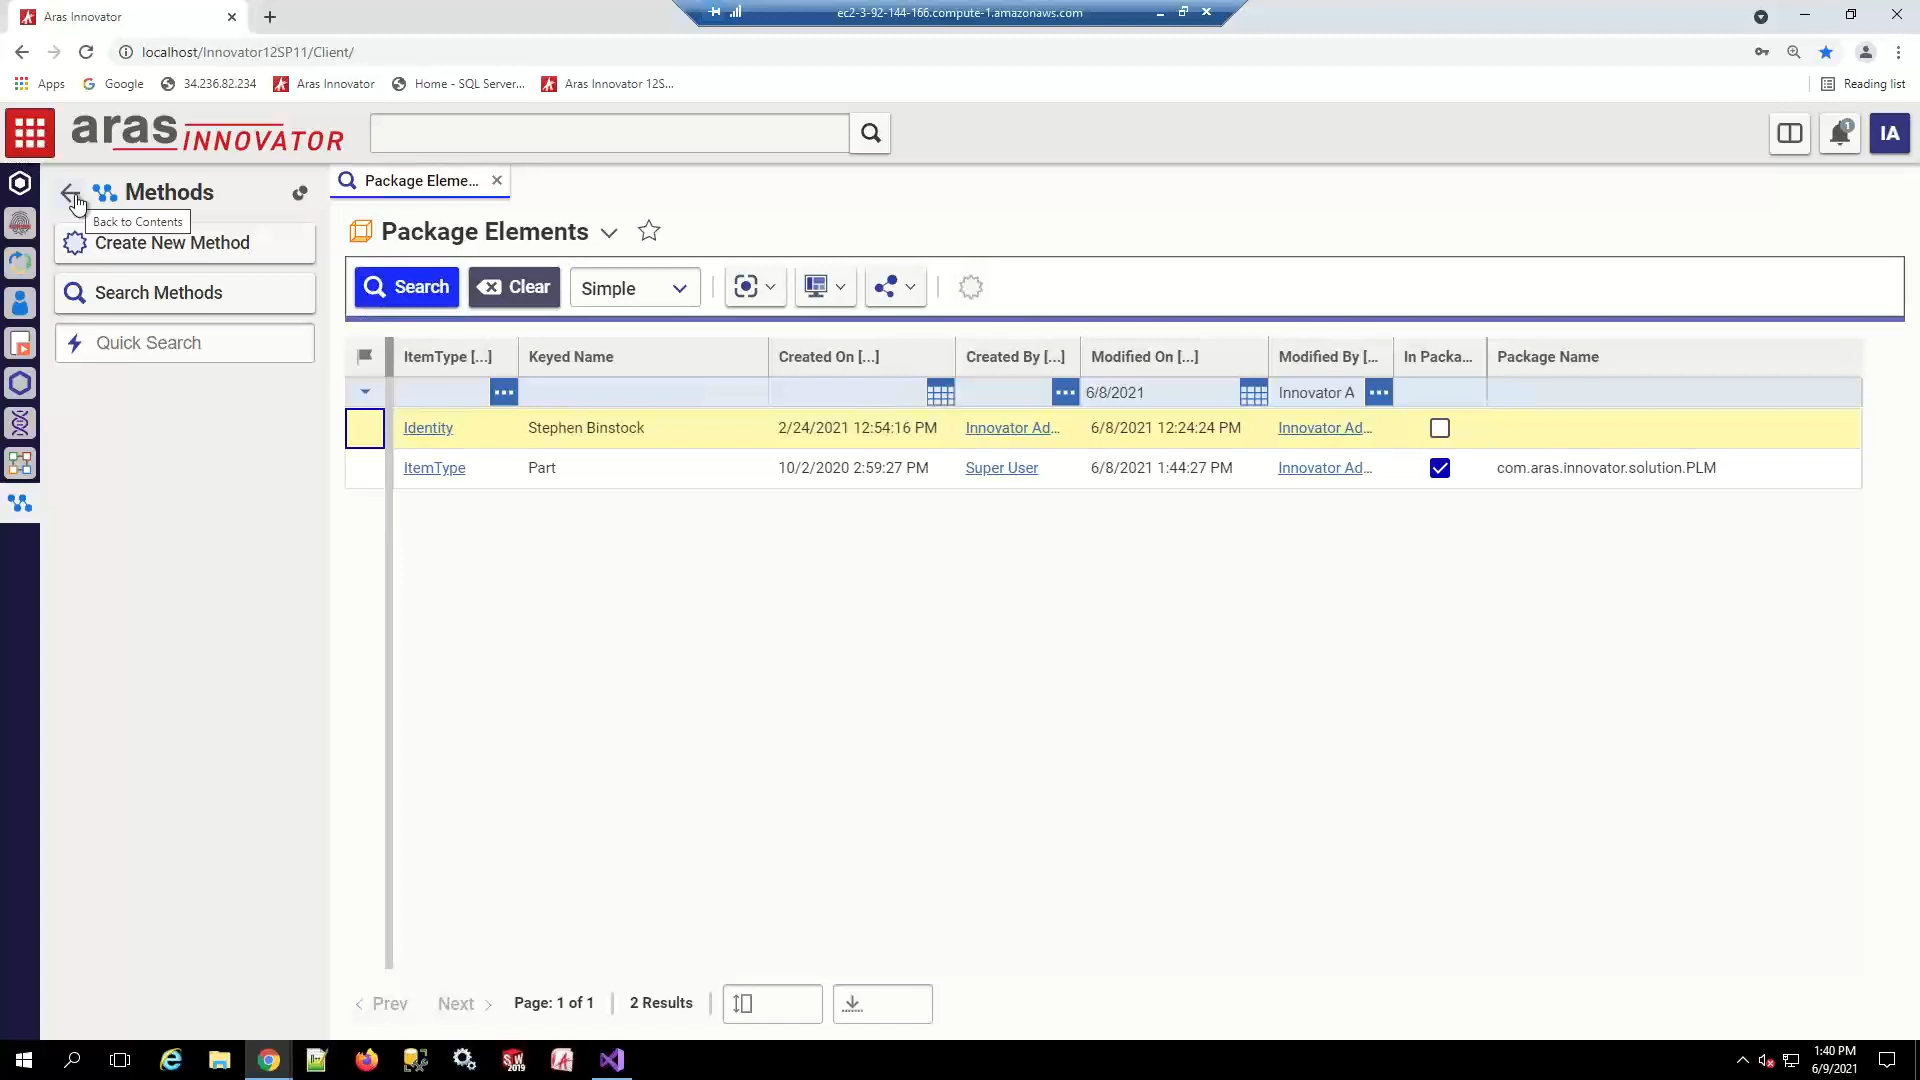 Aras Innovator
ec2-3-92-144-166.compute-1.amazonaws.com
localhost/Innovator12SP11/Client/
Apps
Google
34.236.82.234
Aras Innovator
Home - SQL Server...
Aras Innovator 12S...
Reading list
aras INNOVATOR
1
IA
Methods
Back to Contents
Create New Method
Search Methods
Quick Search
Package Eleme...
Package Elements
Search
Clear
Simple
ItemType [...] Keyed Name Created On [...] Created By [...] Modified On [...] Modified By [... In Packa... Package Name
6/8/2021 Innovator A
Identity Stephen Binstock 2/24/2021 12:54:16 PM Innovator Ad... 6/8/2021 12:24:24 PM Innovator Ad...
ItemType Part 10/2/2020 2:59:27 PM Super User 6/8/2021 1:44:27 PM Innovator Ad... com.aras.innovator.solution.PLM
Prev Next Page: 1 of 1 2 Results
SW 2019
1:40 PM
6/9/2021